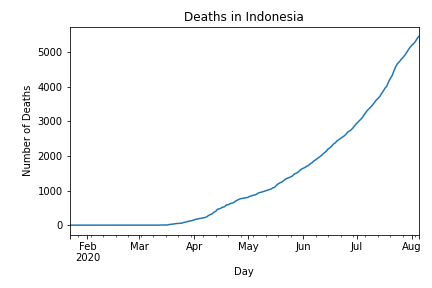 Deaths in Indonesia
Number of Deaths
5000
4000
3000
2000
1000
0
Feb Mar Apr May Jun Jul Aug
2020
Day